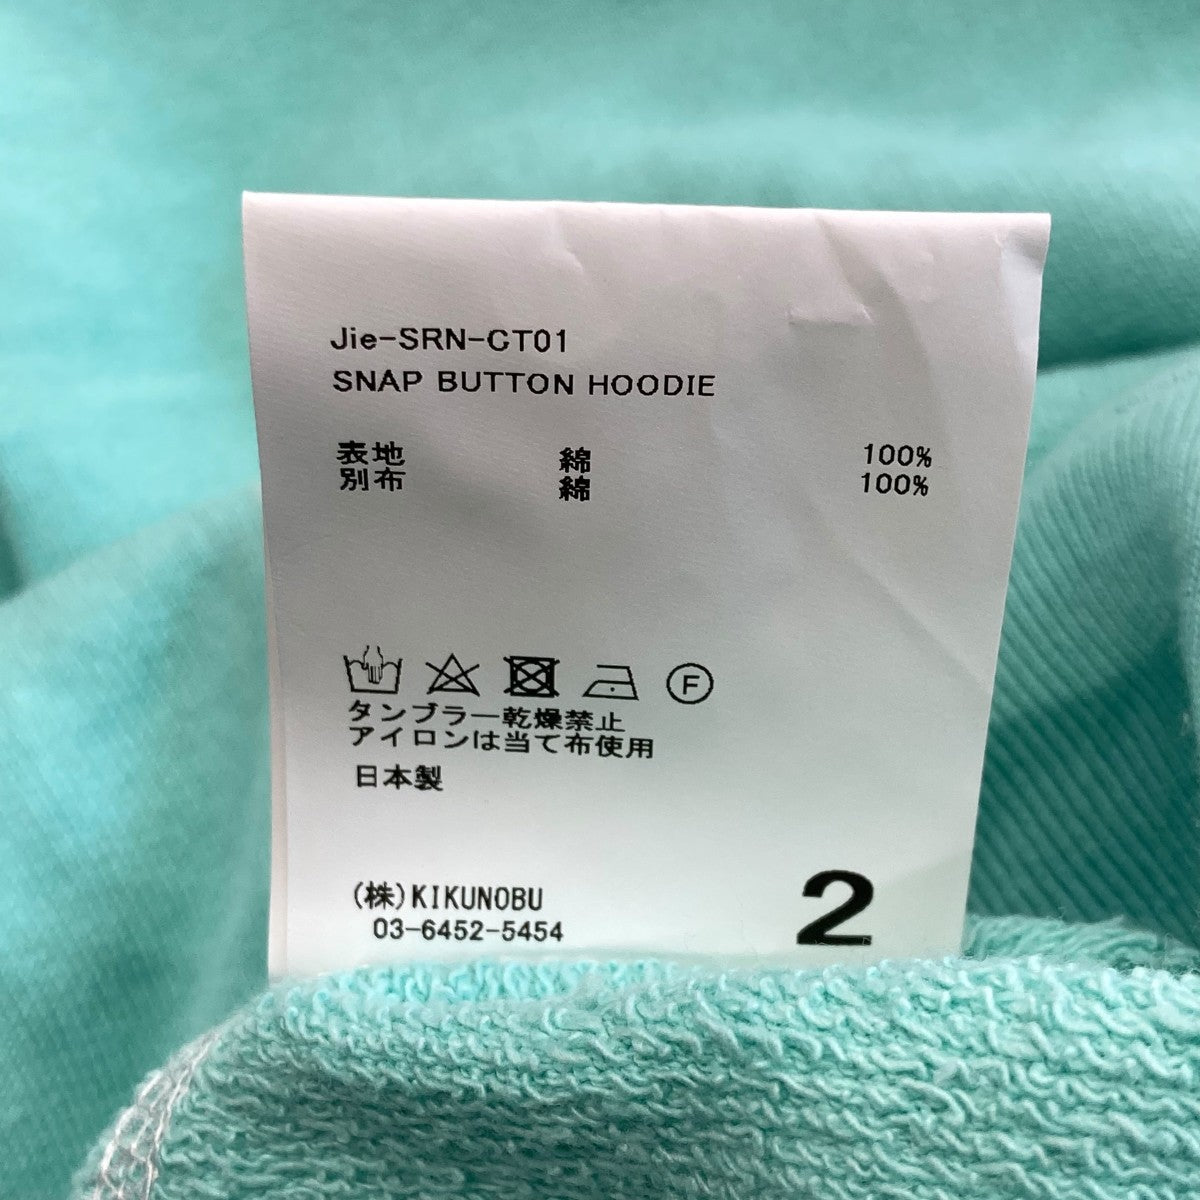 Jie-SRN-CT01
SNAP BUTTON HOODIE
表地 綿 100%
別布 綿 100%
F
タンブラー乾燥禁止
アイロンは当て布使用
日本製
(株)KIKUNOBU
03-6452-5454
2